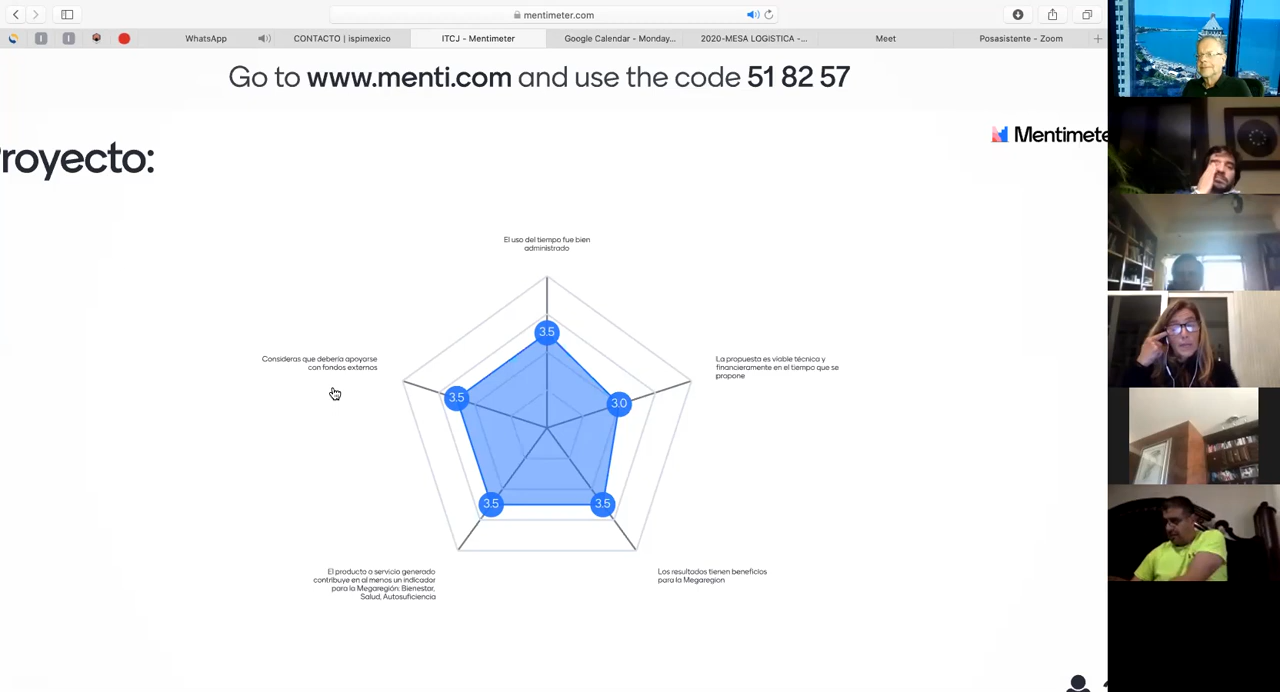 mentimeter.com
WhatsApp
CONTACTO | ispimexico
ITCJ - Mentimeter
Google Calendar - Monday...
2020-MESA LOGISTICA -...
Meet
Posasistente - Zoom
Go to www.menti.com and use the code 51 82 57
Mentimete
royecto:
El uso del tiempo fue bien
administrado
Consideras que debería apoyarse
con fondos externos
La propuesta es viable técnica y
financieramente en el tiempo que se
propone
3.5
3.5
3.0
3.5
3.5
El producto o servicio generado
contribuye en al menos un indicador
para la Megaregión: Bienestar,
Salud, Autosuficiencia
Los resultados tienen beneficios
para la Megaregion